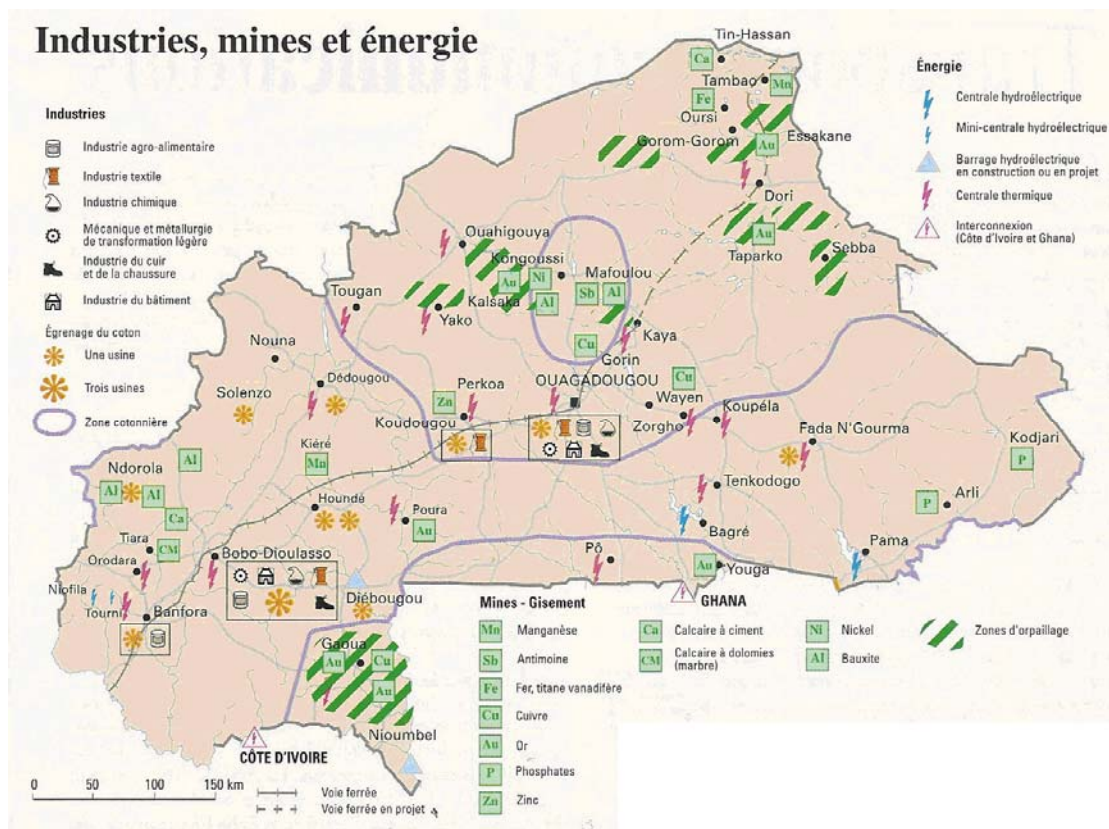 Industries, mines et énergie
Industries
Industrie agro-alimentaire
Industrie textile
Industrie chimique
Mécanique et métallurgie
de transformation légère
Industrie du cuir
et de la chaussure
Industrie du bâtiment
Égrenage du coton
Une usine
Trois usines
Zone cotonnière
Énergie
Centrale hydroélectrique
Mini-centrale hydroélectrique
Barrage hydroélectrique
en construction ou en projet
Centrale thermique
Interconnexion
(Côte d'Ivoire et Ghana)
Tin-Hassan
Ca
Tambao
Mn
Fe
Oursi
Gorom-Gorom
Essakane
Au
Dori
Au
Taparko
Sebba
Ouahigouya
Kongoussi
Au
Ni
Mafoulou
Kalsaka
Al
Sb
Al
Tougan
Yako
Kaya
Cu
Gorin
Nouna
Dédougou
Solenzo
Perkoa
Zn
Koudougou
OUAGADOUGOU
Cu
Wayen
Zorgho
Koupéla
Fada N'Gourma
Kodjari
P
Kiéré
Mn
Ndorola
Al
Al
Al
Ca
Tiara
CM
Orodara
Houndé
Poura
Au
Tenkodogo
Arli
P
Bagré
Pama
Bobo-Dioulasso
Niofila
Tourni
Banfora
Diébougou
Pô
Au
Youga
GHANA
Gaoua
Au
Cu
Au
Nioumbel
CÔTE D'IVOIRE
Mines - Gisement
Mn Manganèse
Sb Antimoine
Fe Fer, titane vanadifère
Cu Cuivre
Au Or
P Phosphates
Zn Zinc
Ca Calcaire à ciment
CM Calcaire à dolomies
(marbre)
Ni Nickel
Al Bauxite
Zones d'orpaillage
0 50 100 150 km
Voie ferrée
Voie ferrée en projet